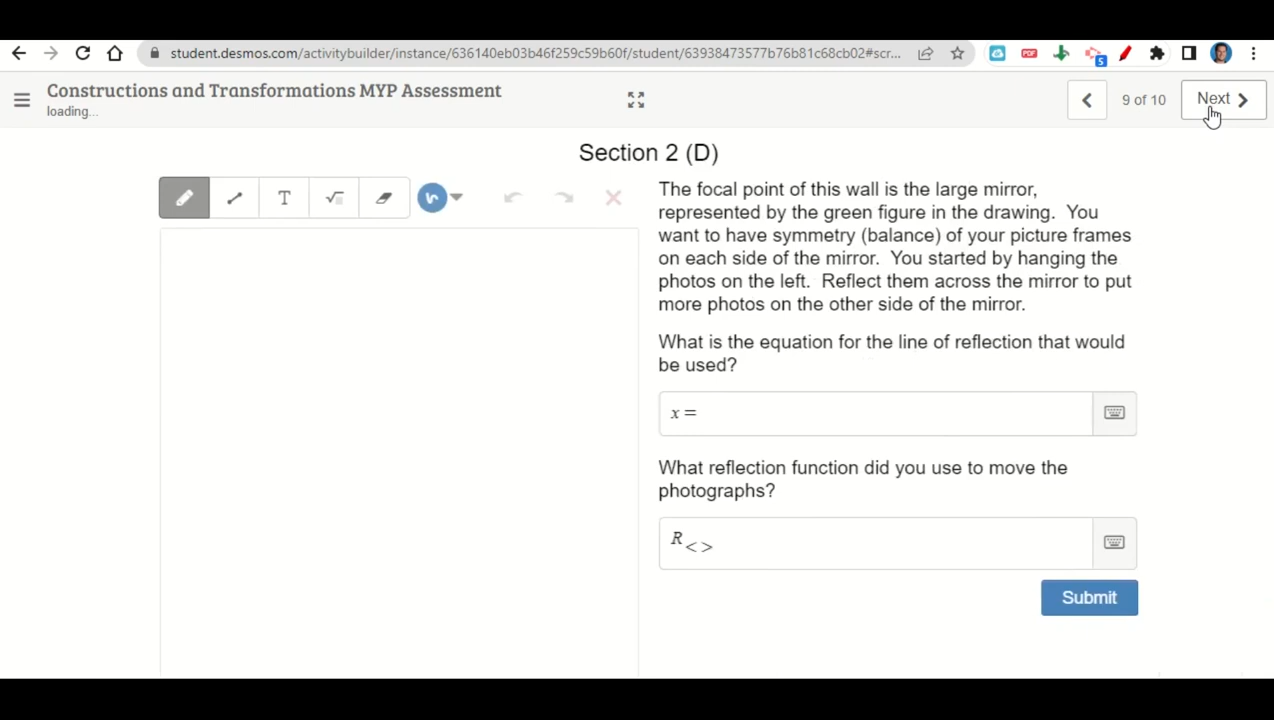 student.desmos.com/activitybuilder/instance/636140eb03b46f259c59b60f/student/63938473577b76b81c68cb02#scr...
PDF
5
Constructions and Transformations MYP Assessment
loading...
9 of 10
Next
Section 2 (D)
T
The focal point of this wall is the large mirror,
represented by the green figure in the drawing.  You
want to have symmetry (balance) of your picture frames
on each side of the mirror.  You started by hanging the
photos on the left.  Reflect them across the mirror to put
more photos on the other side of the mirror.
What is the equation for the line of reflection that would
be used?
x =
What reflection function did you use to move the
photographs?
R <>
Submit